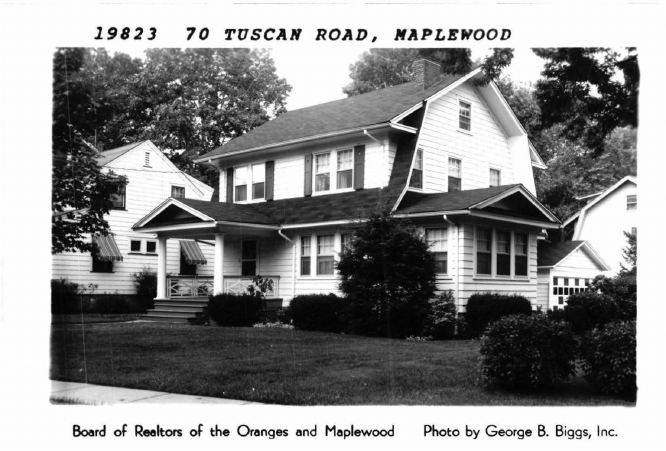 19823 70 TUSCAN ROAD, MAPLEWOOD
Board of Realtors of the Oranges and Maplewood Photo by George B. Biggs, Inc.